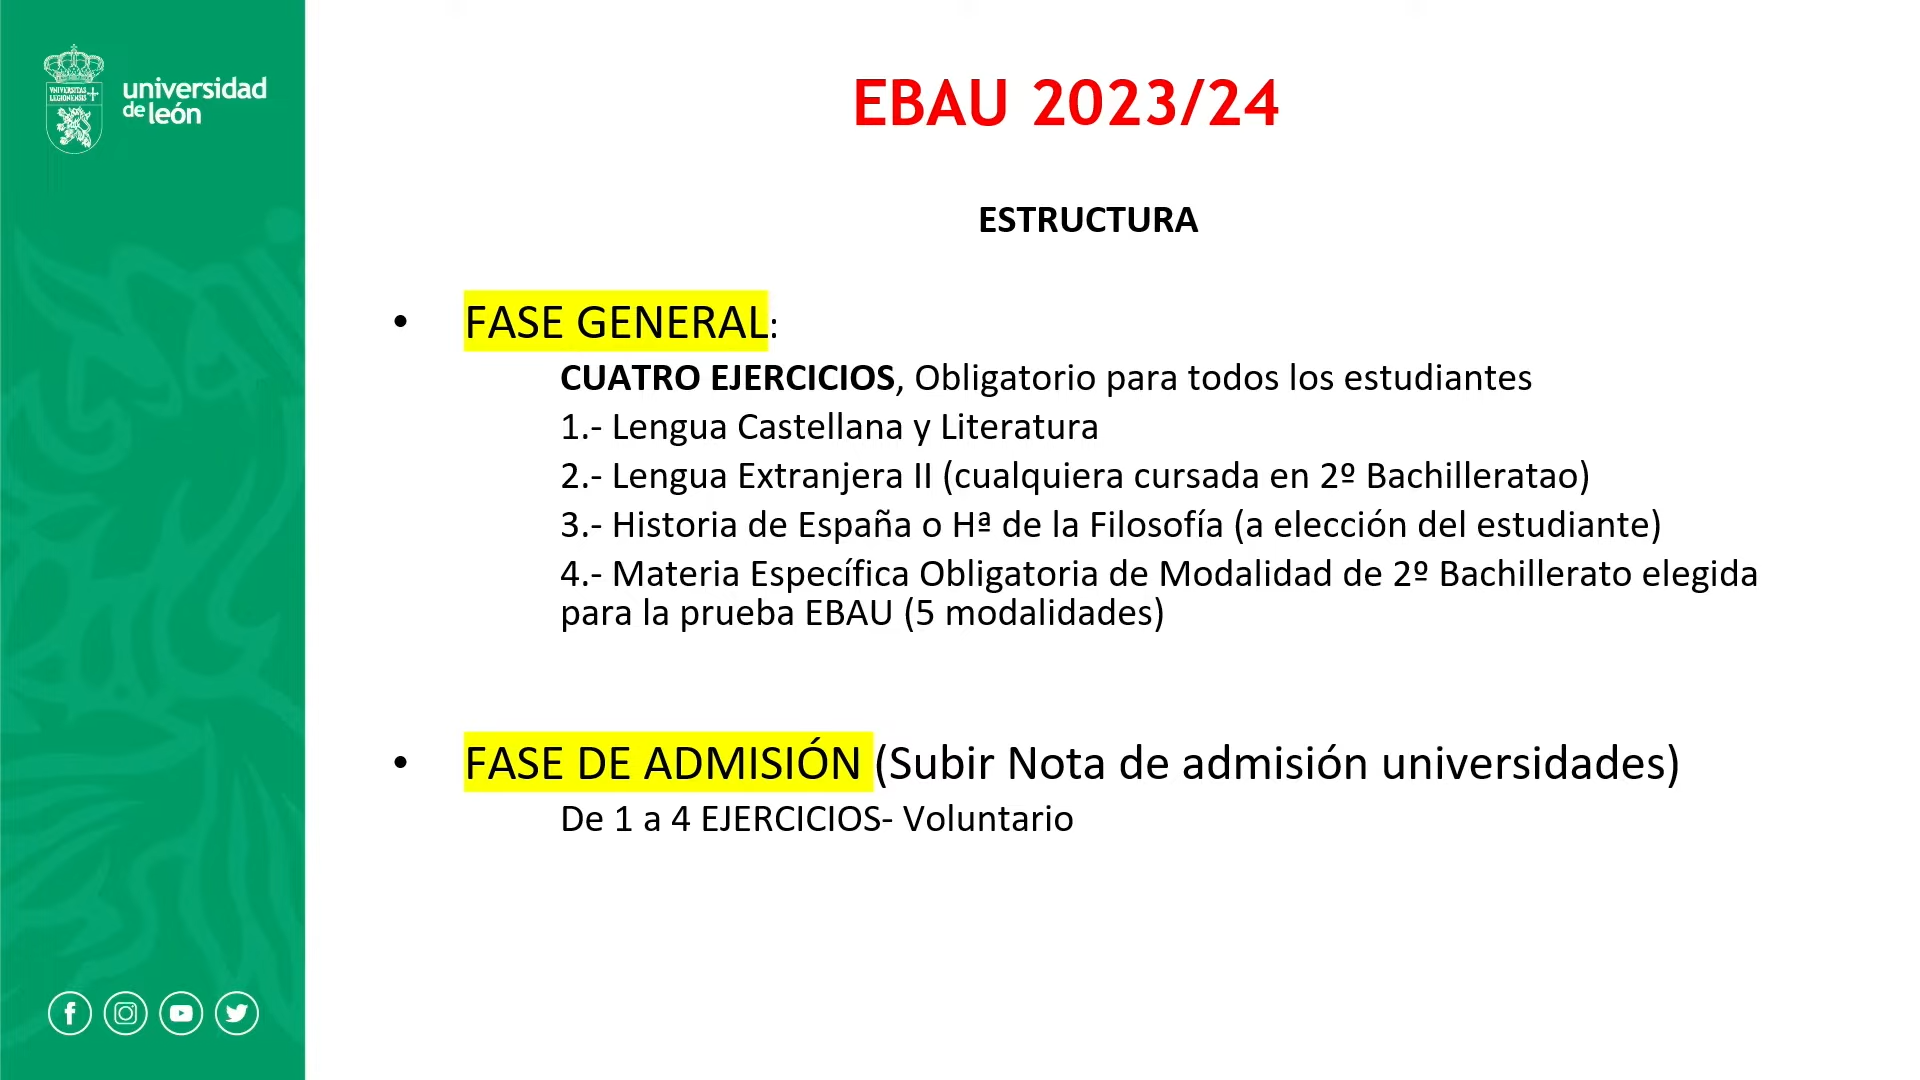 VNIVERSITAS
LEGIONENSIS
universidad
de león
EBAU 2023/24
ESTRUCTURA
• FASE GENERAL:
CUATRO EJERCICIOS, Obligatorio para todos los estudiantes
1.- Lengua Castellana y Literatura
2.- Lengua Extranjera II (cualquiera cursada en 2º Bachilleratao)
3.- Historia de España o Hª de la Filosofía (a elección del estudiante)
4.- Materia Específica Obligatoria de Modalidad de 2º Bachillerato elegida
para la prueba EBAU (5 modalidades)
• FASE DE ADMISIÓN (Subir Nota de admisión universidades)
De 1 a 4 EJERCICIOS- Voluntario